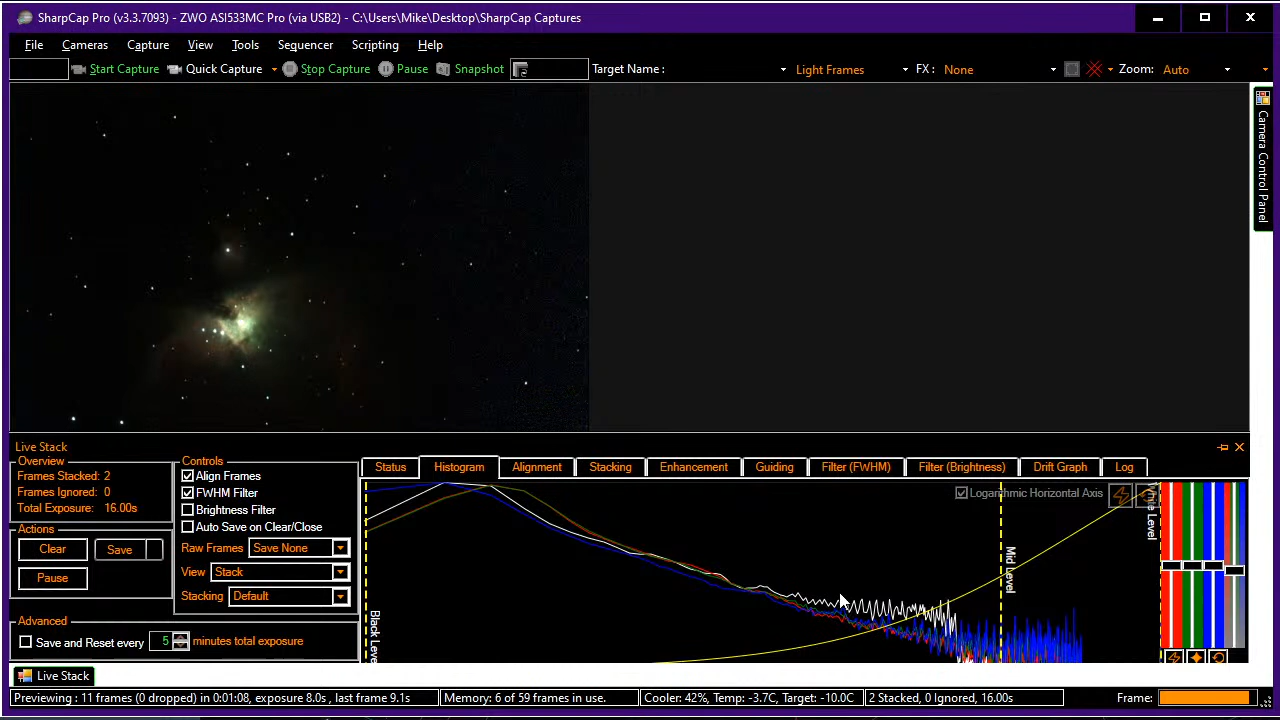 SharpCap Pro (v3.3.7093) - ZWO ASI533MC Pro (via USB2) - C:\Users\Mike\Desktop\SharpCap Captures
File Cameras Capture View Tools Sequencer Scripting Help
Start Capture Quick Capture Stop Capture Pause Snapshot Target Name : Light Frames FX : None Zoom: Auto
Camera Control Panel
Live Stack
Overview
Frames Stacked: 2
Frames Ignored: 0
Total Exposure: 16.00s
Actions
Clear Save
Pause
Controls
Align Frames
FWHM Filter
Brightness Filter
Auto Save on Clear/Close
Raw Frames Save None
View Stack
Stacking Default
Advanced
Save and Reset every 5 minutes total exposure
Status Histogram Alignment Stacking Enhancement Guiding Filter (FWHM) Filter (Brightness) Drift Graph Log
Logarithmic Horizontal Axis
Black Leve
Mid Level
White Level
Live Stack
Previewing : 11 frames (0 dropped) in 0:01:08, exposure 8.0s , last frame 9.1s Memory: 6 of 59 frames in use. Cooler: 42%, Temp: -3.7C, Target: -10.0C 2 Stacked, 0 Ignored, 16.00s Frame: